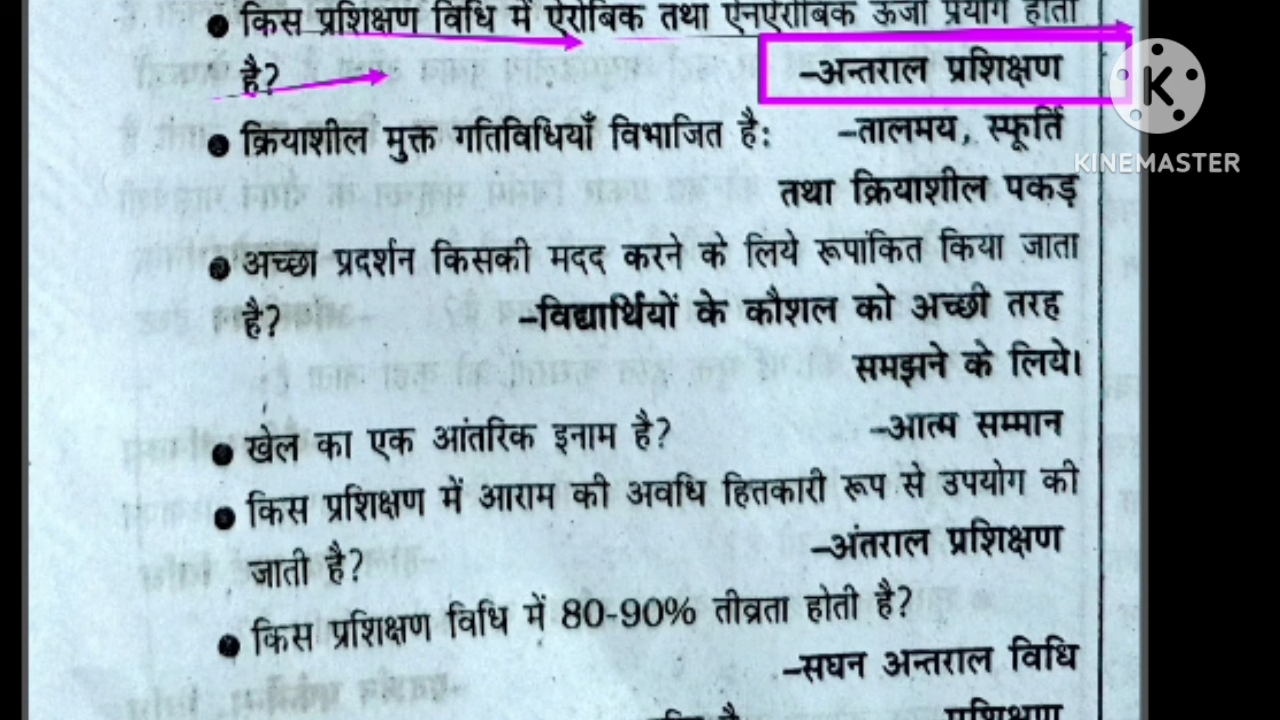 ● किस प्रशिक्षण विधि में ऐरोबिक तथा ऐनएरोबिक ऊर्जा प्रयोग होती
है? -अन्तराल प्रशिक्षण
● क्रियाशील मुक्त गतिविधियाँ विभाजित है: -तालमय, स्फूर्ति
तथा क्रियाशील पकड़
● अच्छा प्रदर्शन किसकी मदद करने के लिये रूपांकित किया जाता
है? -विद्यार्थियों के कौशल को अच्छी तरह
समझने के लिये।
● खेल का एक आंतरिक इनाम है? -आत्म सम्मान
● किस प्रशिक्षण में आराम की अवधि हितकारी रूप से उपयोग की
जाती है? -अंतराल प्रशिक्षण
● किस प्रशिक्षण विधि में 80-90% तीव्रता होती है?
-सघन अन्तराल विधि
K
KINEMASTER